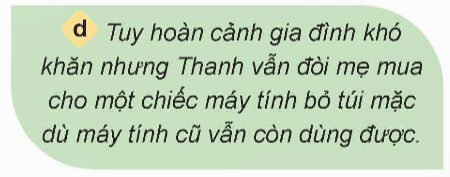 d Tuy hoàn cảnh gia đình khó
khăn nhưng Thanh vẫn đòi mẹ mua
cho một chiếc máy tính bỏ túi mặc
dù máy tính cũ vẫn còn dùng được.